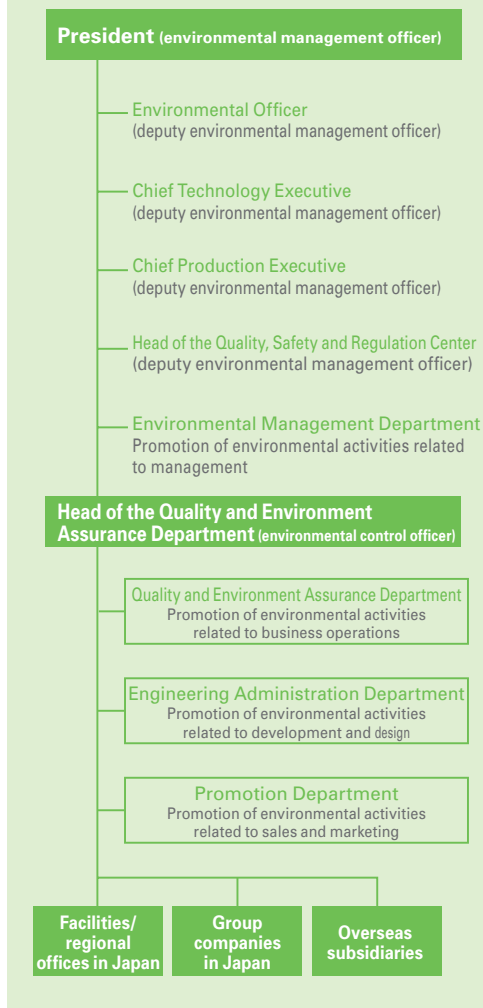 President (environmental management officer)
Environmental Officer
(deputy environmental management officer)
Chief Technology Executive
(deputy environmental management officer)
Chief Production Executive
(deputy environmental management officer)
Head of the Quality, Safety and Regulation Center
(deputy environmental management officer)
Environmental Management Department
Promotion of environmental activities related
to management
Head of the Quality and Environment
Assurance Department (environmental control officer)
Quality and Environment Assurance Department
Promotion of environmental activities
related to business operations
Engineering Administration Department
Promotion of environmental activities
related to development and design
Promotion Department
Promotion of environmental activities
related to sales and marketing
Facilities/
regional
offices in Japan
Group
companies
in Japan
Overseas
subsidiaries